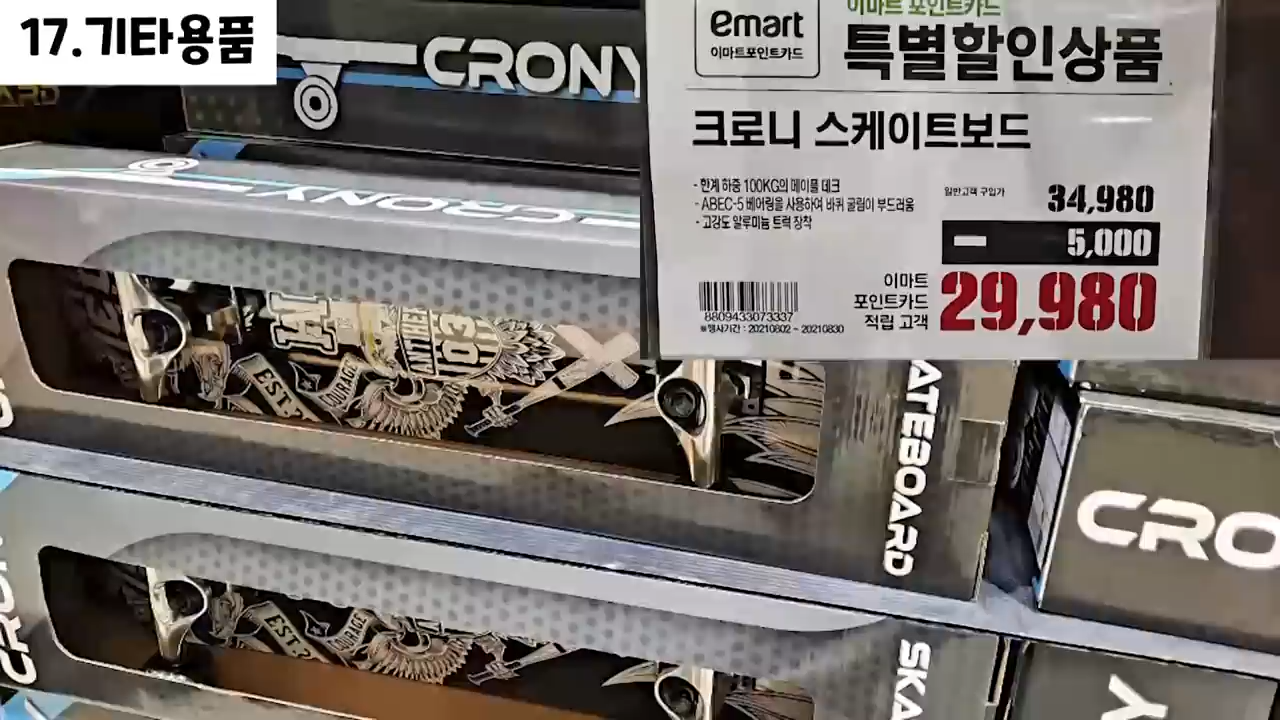 17.기타용품
CRONY
emart
이마트포인트카드
이마트 포인트카드
특별할인상품
크로니 스케이트보드
- 한계 하중 100KG의 메이플 데크
- ABEC-5 베어링을 사용하여 바퀴 굴림이 부드러움
- 고강도 알루미늄 트럭 장착
일반고객 구입가 34,980
- 5,000
이마트
포인트카드
적립 고객
29,980
8809433073337
※행사기간 : 20210802 ~ 20210830
CRONY
EST
COURAGE
ATEBOARD
CRO
EST
COURAGE
SKA
Y